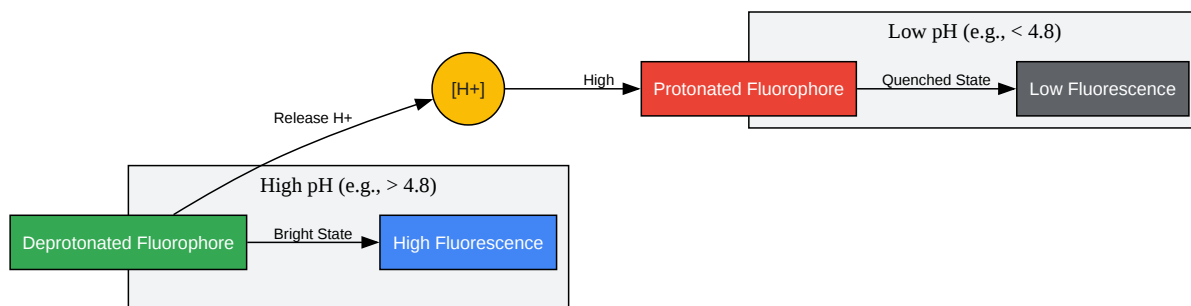 Low pH (e.g., < 4.8)
[H+]
High
Protonated Fluorophore
Quenched State
Low Fluorescence
Release H+
High pH (e.g., > 4.8)
Deprotonated Fluorophore
Bright State
High Fluorescence